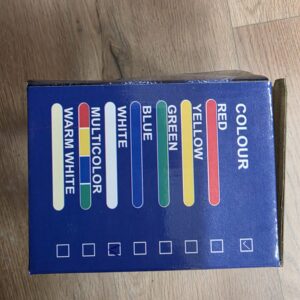 COLOUR
RED
YELLOW
GREEN
BLUE
WHITE
MULTICOLOR
WARM WHITE